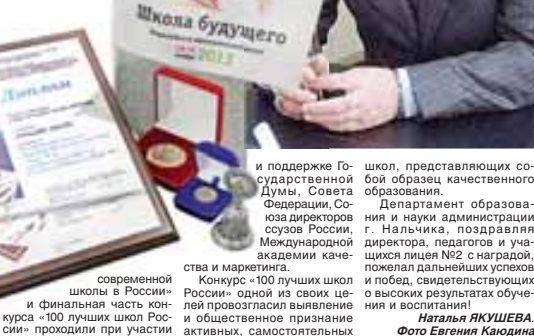 Школа будущего
2013
Диплом
современной
школы в России»
и финальная часть кон-
курса «100 лучших школ Рос-
сии» проходили при участии
и поддержке Го-
сударственной
Думы, Совета
Федерации, Со-
юза директоров
ссузов России,
Международной
академии каче-
ства и маркетинга.
Конкурс «100 лучших школ
России» одной из своих це-
лей провозгласил выявление
и общественное признание
активных, самостоятельных
школ, представляющих со-
бой образец качественного
образования.
Департамент образова-
ния и науки администрации
г. Нальчика, поздравляя
директора, педагогов и уча-
щихся лицея №2 с наградой,
пожелал дальнейших успехов
и побед, свидетельствующих
о высоких результатах обуче-
ния и воспитания!
Наталья ЯКУШЕВА.
Фото Евгения Каюдина